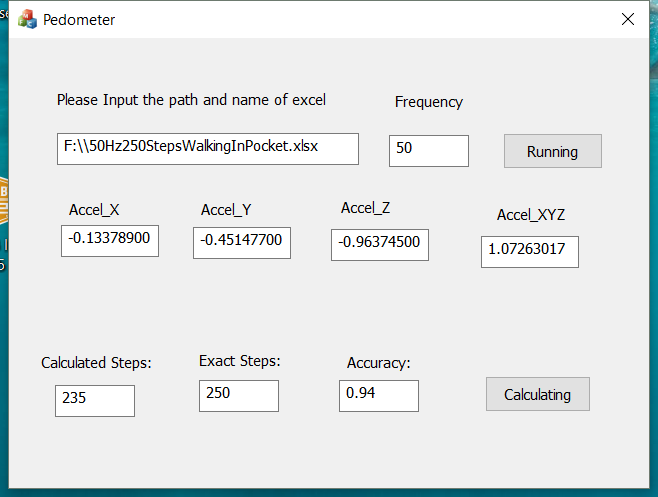 Pedometer
Please Input the path and name of excel
Frequency
F:\\50Hz250StepsWalkingInPocket.xlsx
50
Running
Accel_X
Accel_Y
Accel_Z
Accel_XYZ
-0.13378900
-0.45147700
-0.96374500
1.07263017
Calculated Steps:
Exact Steps:
Accuracy:
235
250
0.94
Calculating